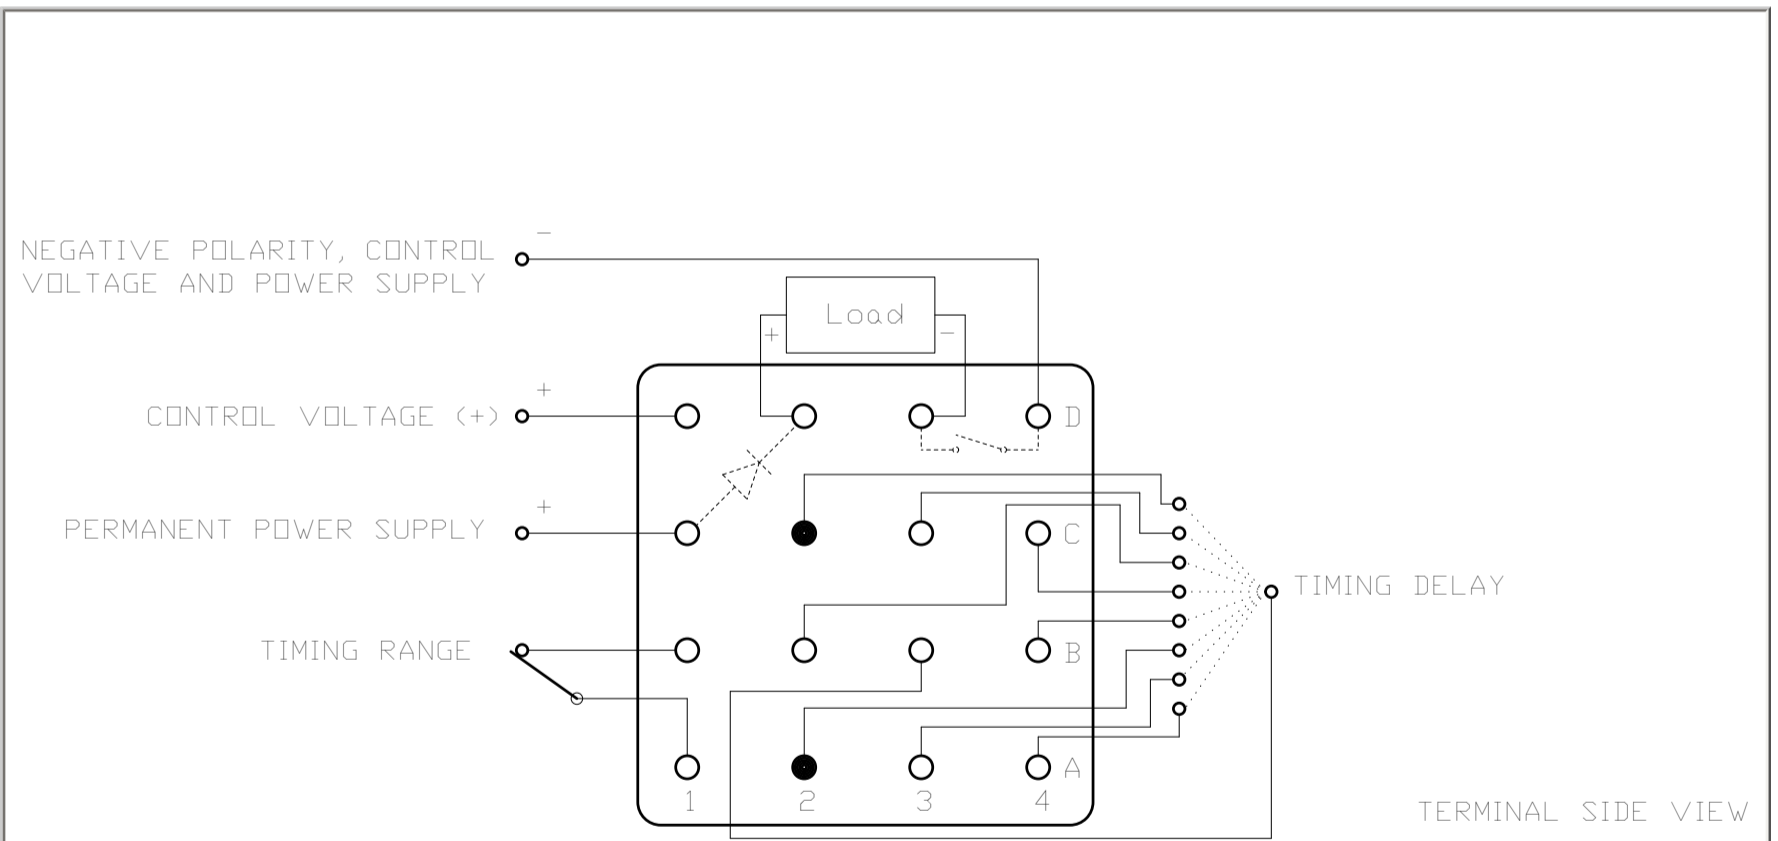 −
NEGATIVE POLARITY, CONTROL
VOLTAGE AND POWER SUPPLY
Load
+ −
+
CONTROL VOLTAGE (+)
D
+
PERMANENT POWER SUPPLY
C
TIMING DELAY
TIMING RANGE
B
A
1 2 3 4
TERMINAL SIDE VIEW